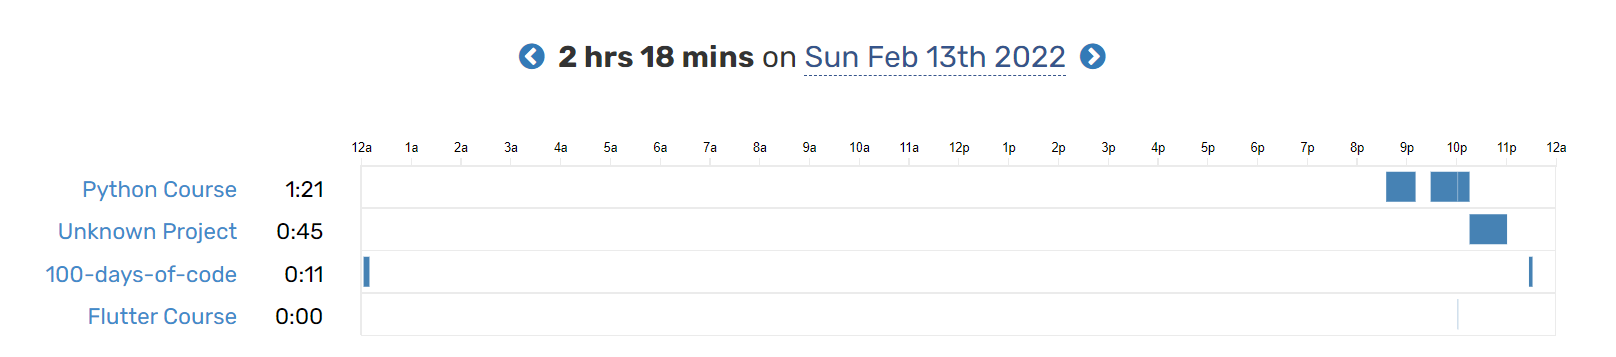 2 hrs 18 mins on Sun Feb 13th 2022
12a 1a 2a 3a 4a 5a 6a 7a 8a 9a 10a 11a 12p 1p 2p 3p 4p 5p 6p 7p 8p 9p 10p 11p 12a
Python Course 1:21
Unknown Project 0:45
100-days-of-code 0:11
Flutter Course 0:00